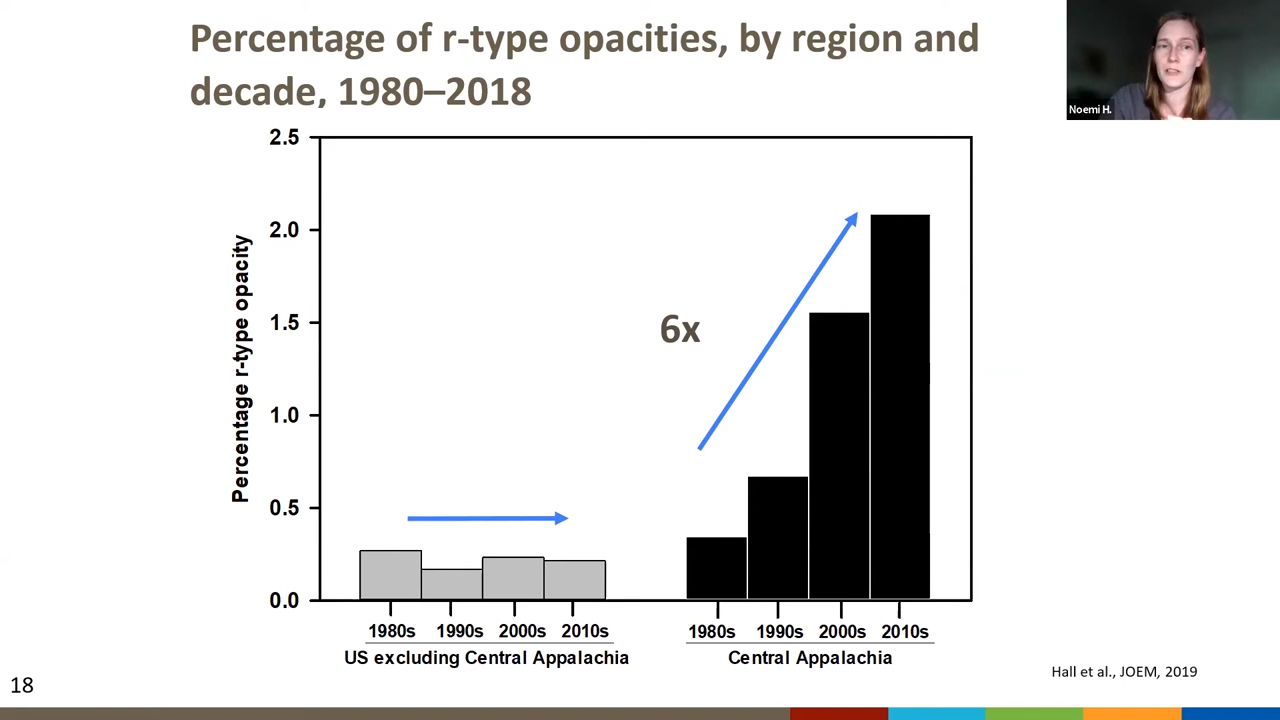 Percentage of r-type opacities, by region and
decade, 1980–2018
Noemi H.
2.5
2.0
1.5
1.0
0.5
0.0
Percentage r-type opacity
6x
1980s 1990s 2000s 2010s
US excluding Central Appalachia
1980s 1990s 2000s 2010s
Central Appalachia
Hall et al., JOEM, 2019
18